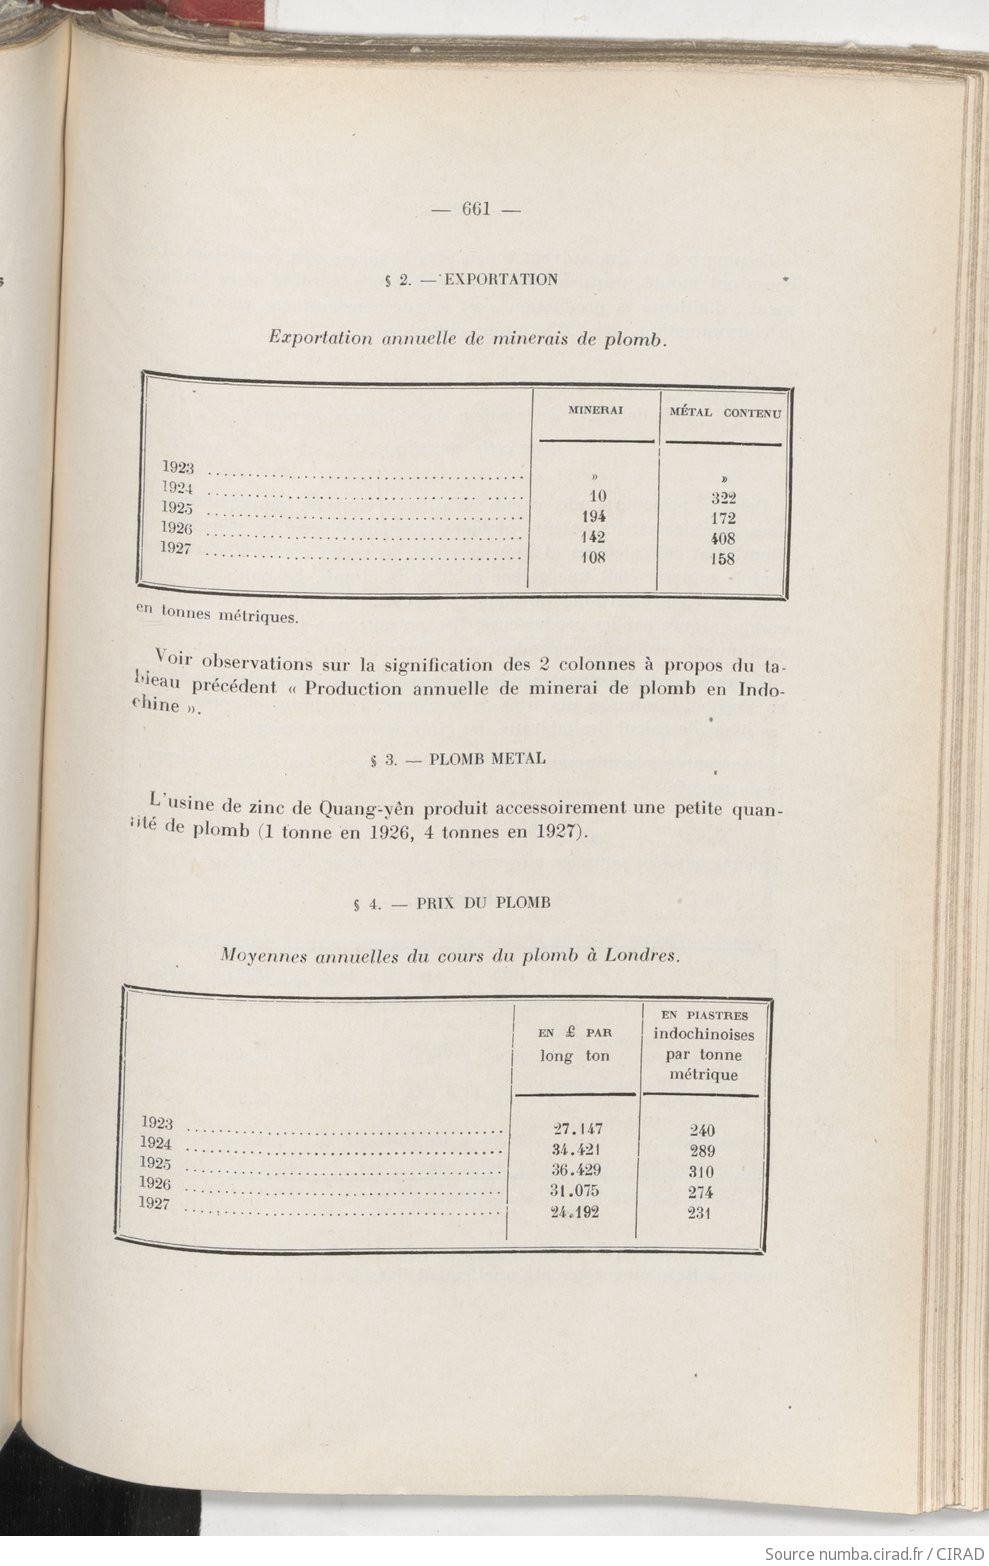 — 661 —
§ 2. — EXPORTATION
Exportation annuelle de minerais de plomb.
MINERAI MÉTAL CONTENU
1923 ........................................ » »
1924 ........................................ 10 322
1925 ........................................ 194 172
1926 ........................................ 142 408
1927 ........................................ 108 158
en tonnes métriques.
Voir observations sur la signification des 2 colonnes à propos du ta-
bleau précédent « Production annuelle de minerai de plomb en Indo-
chine ».
§ 3. — PLOMB METAL
L'usine de zinc de Quang-yên produit accessoirement une petite quan-
tité de plomb (1 tonne en 1926, 4 tonnes en 1927).
§ 4. — PRIX DU PLOMB
Moyennes annuelles du cours du plomb à Londres.
EN £ PAR
long ton
EN PIASTRES
indochinoises
par tonne
métrique
1923 ........................................ 27.147 240
1924 ........................................ 34.421 289
1925 ........................................ 36.429 310
1926 ........................................ 31.075 274
1927 ........................................ 24.192 231
Source numba.cirad.fr / CIRAD